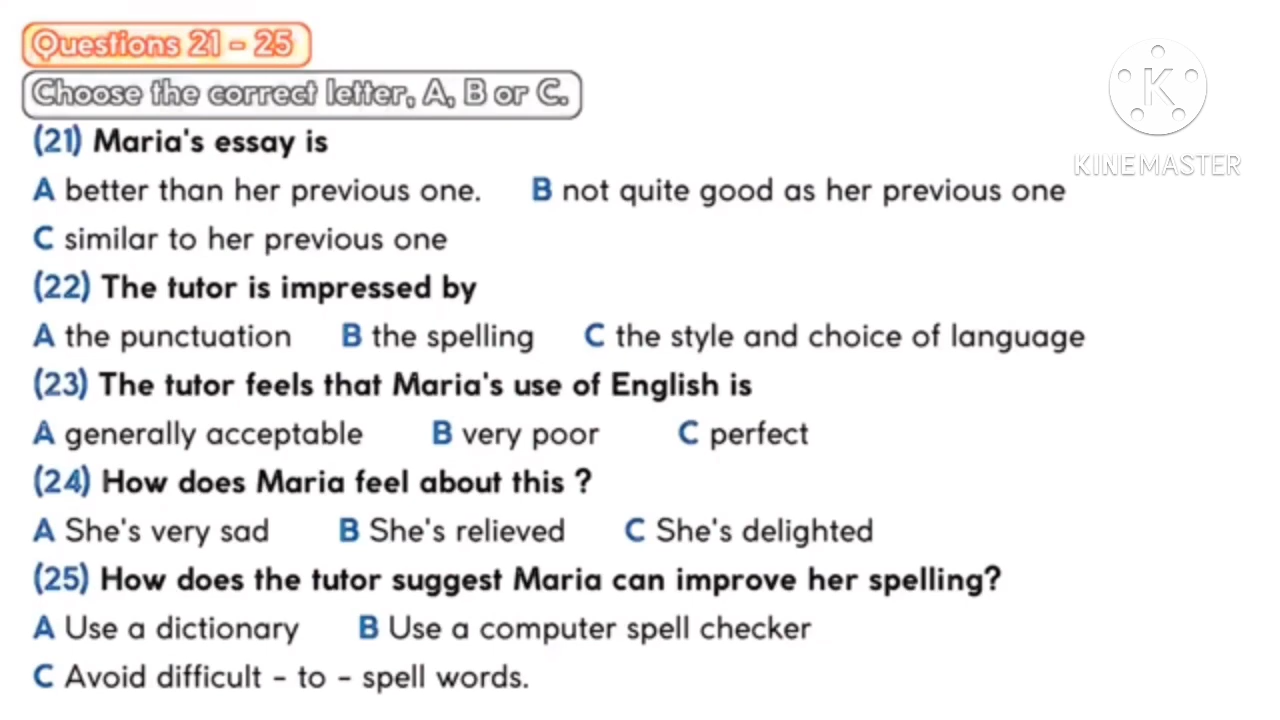 Questions 21 - 25
Choose the correct letter, A, B or C.
(21) Maria's essay is
A better than her previous one. B not quite good as her previous one
C similar to her previous one
(22) The tutor is impressed by
A the punctuation B the spelling C the style and choice of language
(23) The tutor feels that Maria's use of English is
A generally acceptable B very poor C perfect
(24) How does Maria feel about this ?
A She's very sad B She's relieved C She's delighted
(25) How does the tutor suggest Maria can improve her spelling?
A Use a dictionary B Use a computer spell checker
C Avoid difficult - to - spell words.
K
KINEMASTER